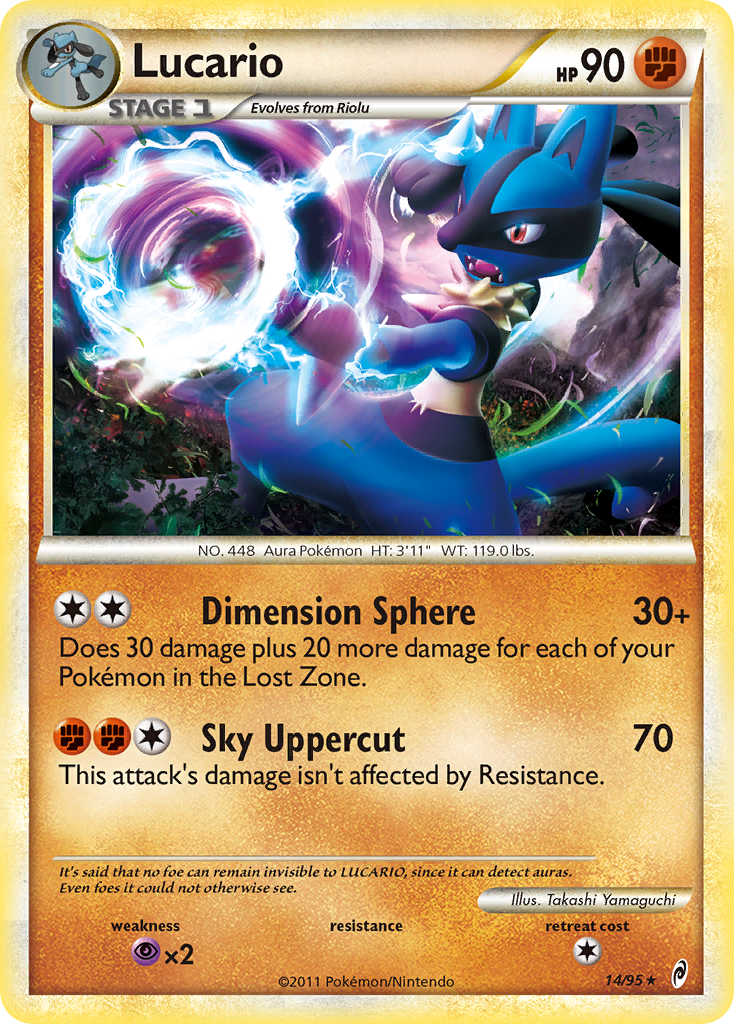 Lucario
HP 90
STAGE 1
Evolves from Riolu
NO. 448 Aura Pokémon HT: 3'11" WT: 119.0 lbs.
Dimension Sphere 30+
Does 30 damage plus 20 more damage for each of your
Pokémon in the Lost Zone.
Sky Uppercut 70
This attack's damage isn't affected by Resistance.
It's said that no foe can remain invisible to LUCARIO, since it can detect auras.
Even foes it could not otherwise see.
Illus. Takashi Yamaguchi
weakness resistance retreat cost
×2
©2011 Pokémon/Nintendo
14/95 ★